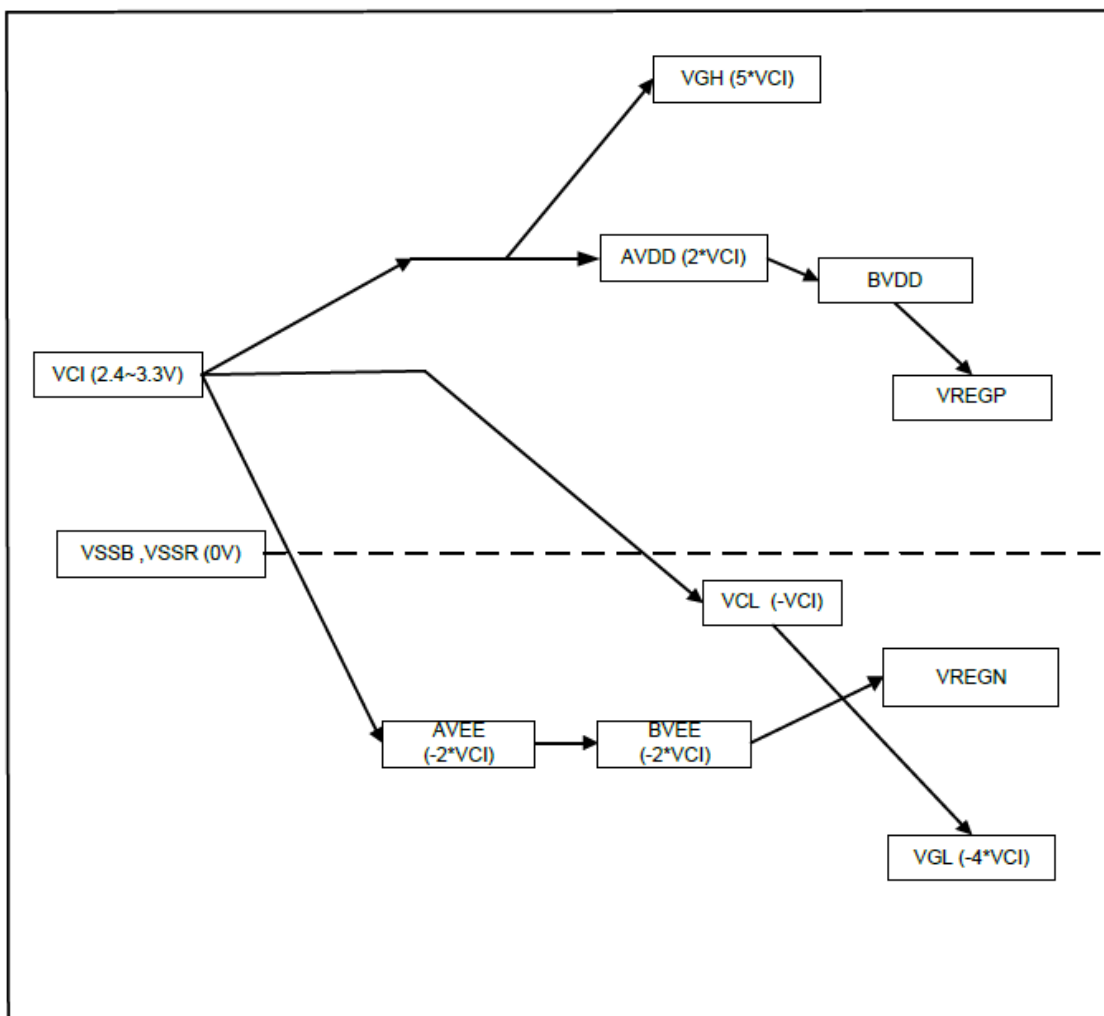 VGH (5*VCI)
AVDD (2*VCI)
BVDD
VCI (2.4~3.3V)
VREGP
VSSB ,VSSR (0V)
VCL (-VCI)
VREGN
AVEE
(-2*VCI)
BVEE
(-2*VCI)
VGL (-4*VCI)